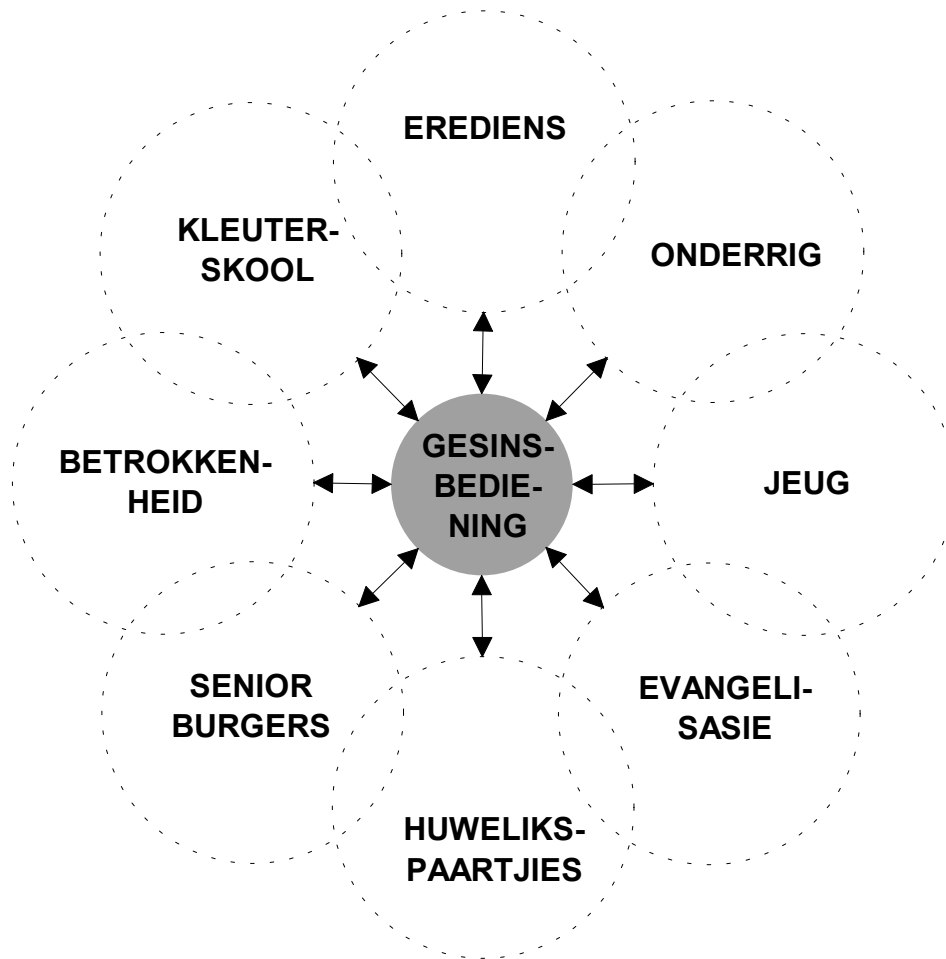 EREDIENS
KLEUTER-
SKOOL
ONDERRIG
BETROKKEN-
HEID
GESINS-
BEDIE-
NING
JEUG
SENIOR
BURGERS
EVANGELI-
SASIE
HUWELIKS-
PAARTJIES